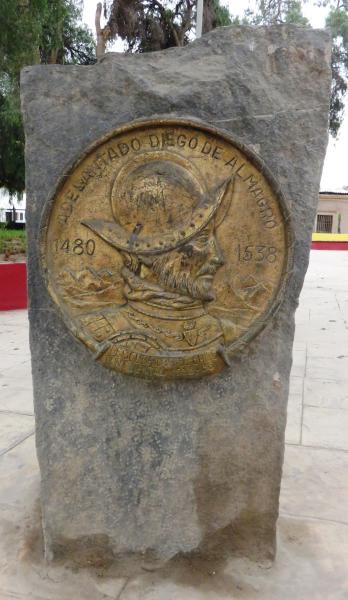 ADELANTADO DIEGO DE ALMAGRO
1480 1538